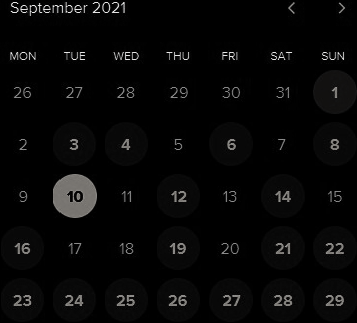 September 2021 < >
MON TUE WED THU FRI SAT SUN
26 27 28 29 30 31 1
2 3 4 5 6 7 8
9 10 11 12 13 14 15
16 17 18 19 20 21 22
23 24 25 26 27 28 29